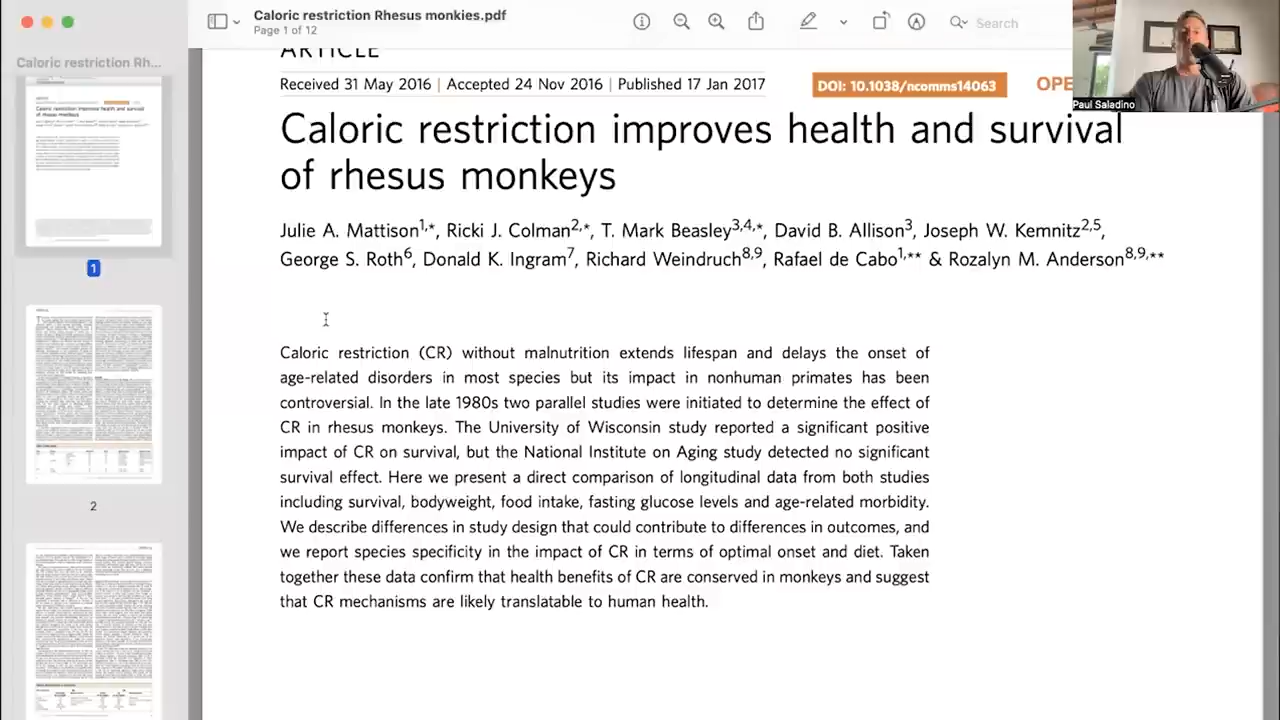 Caloric restriction Rhesus monkies.pdf
Page 1 of 12
Search
Caloric restriction Rh...
1
2
Paul Saladino
ARTICLE
Received 31 May 2016 | Accepted 24 Nov 2016 | Published 17 Jan 2017
DOI: 10.1038/ncomms14063
Caloric restriction improves health and survival
of rhesus monkeys
Julie A. Mattison1,*, Ricki J. Colman2,*, T. Mark Beasley3,4,*, David B. Allison3, Joseph W. Kemnitz2,5,
George S. Roth6, Donald K. Ingram7, Richard Weindruch8,9, Rafael de Cabo1,** & Rozalyn M. Anderson8,9,**
Caloric restriction (CR) without malnutrition extends lifespan and delays the onset of
age-related disorders in most species but its impact in nonhuman primates has been
controversial. In the late 1980s two parallel studies were initiated to determine the effect of
CR in rhesus monkeys. The University of Wisconsin study reported a significant positive
impact of CR on survival, but the National Institute on Aging study detected no significant
survival effect. Here we present a direct comparison of longitudinal data from both studies
including survival, bodyweight, food intake, fasting glucose levels and age-related morbidity.
We describe differences in study design that could contribute to differences in outcomes, and
we report species specificity in the impact of CR in terms of optimal onset and diet. Taken
together these data confirm that health benefits of CR are conserved in monkeys and suggest
that CR mechanisms are likely translatable to human health.